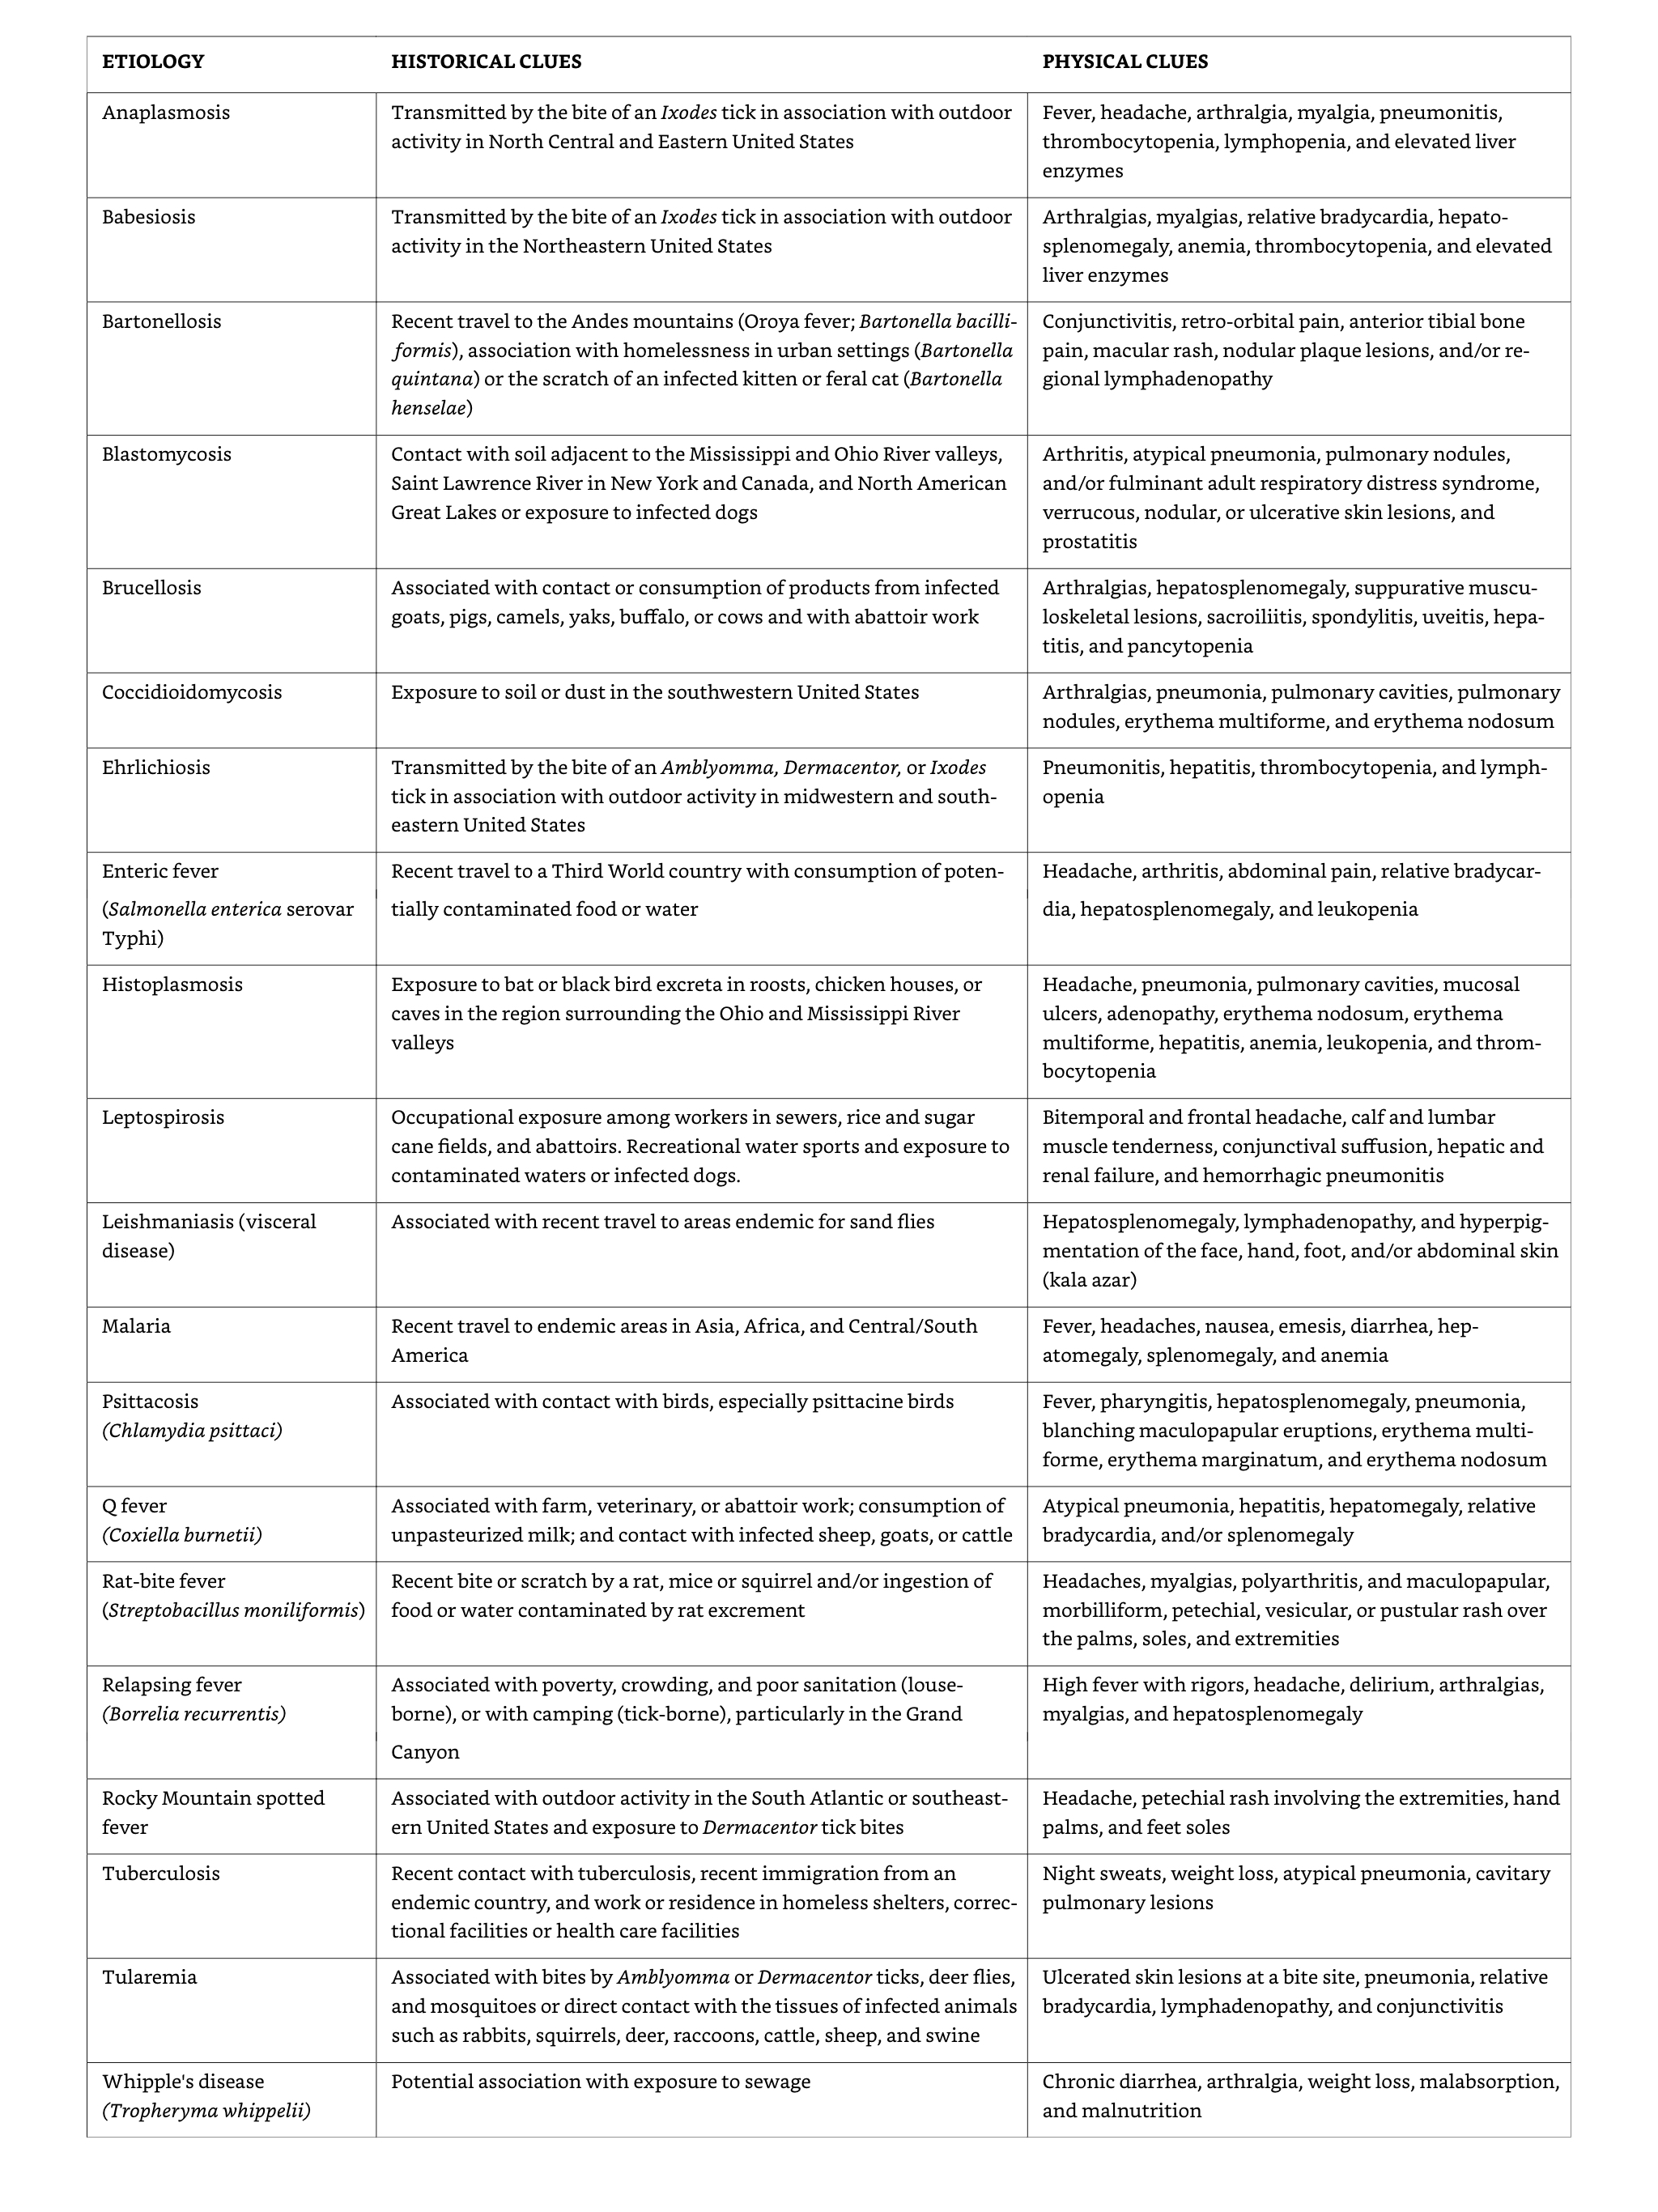 ETIOLOGY
HISTORICAL CLUES
PHYSICAL CLUES
Anaplasmosis
Transmitted by the bite of an Ixodes tick in association with outdoor
activity in North Central and Eastern United States
Fever, headache, arthralgia, myalgia, pneumonitis,
thrombocytopenia, lymphopenia, and elevated liver
enzymes
Babesiosis
Transmitted by the bite of an Ixodes tick in association with outdoor
activity in the Northeastern United States
Arthralgias, myalgias, relative bradycardia, hepato-
splenomegaly, anemia, thrombocytopenia, and elevated
liver enzymes
Bartonellosis
Recent travel to the Andes mountains (Oroya fever; Bartonella bacilli-
formis), association with homelessness in urban settings (Bartonella
quintana) or the scratch of an infected kitten or feral cat (Bartonella
henselae)
Conjunctivitis, retro-orbital pain, anterior tibial bone
pain, macular rash, nodular plaque lesions, and/or re-
gional lymphadenopathy
Blastomycosis
Contact with soil adjacent to the Mississippi and Ohio River valleys,
Saint Lawrence River in New York and Canada, and North American
Great Lakes or exposure to infected dogs
Arthritis, atypical pneumonia, pulmonary nodules,
and/or fulminant adult respiratory distress syndrome,
verrucous, nodular, or ulcerative skin lesions, and
prostatitis
Brucellosis
Associated with contact or consumption of products from infected
goats, pigs, camels, yaks, buffalo, or cows and with abattoir work
Arthralgias, hepatosplenomegaly, suppurative muscu-
loskeletal lesions, sacroiliitis, spondylitis, uveitis, hepa-
titis, and pancytopenia
Coccidioidomycosis
Exposure to soil or dust in the southwestern United States
Arthralgias, pneumonia, pulmonary cavities, pulmonary
nodules, erythema multiforme, and erythema nodosum
Ehrlichiosis
Transmitted by the bite of an Amblyomma, Dermacentor, or Ixodes
tick in association with outdoor activity in midwestern and south-
eastern United States
Pneumonitis, hepatitis, thrombocytopenia, and lymph-
openia
Enteric fever
(Salmonella enterica serovar
Typhi)
Recent travel to a Third World country with consumption of poten-
tially contaminated food or water
Headache, arthritis, abdominal pain, relative bradycar-
dia, hepatosplenomegaly, and leukopenia
Histoplasmosis
Exposure to bat or black bird excreta in roosts, chicken houses, or
caves in the region surrounding the Ohio and Mississippi River
valleys
Headache, pneumonia, pulmonary cavities, mucosal
ulcers, adenopathy, erythema nodosum, erythema
multiforme, hepatitis, anemia, leukopenia, and throm-
bocytopenia
Leptospirosis
Occupational exposure among workers in sewers, rice and sugar
cane fields, and abattoirs. Recreational water sports and exposure to
contaminated waters or infected dogs.
Bitemporal and frontal headache, calf and lumbar
muscle tenderness, conjunctival suffusion, hepatic and
renal failure, and hemorrhagic pneumonitis
Leishmaniasis (visceral
disease)
Associated with recent travel to areas endemic for sand flies
Hepatosplenomegaly, lymphadenopathy, and hyperpig-
mentation of the face, hand, foot, and/or abdominal skin
(kala azar)
Malaria
Recent travel to endemic areas in Asia, Africa, and Central/South
America
Fever, headaches, nausea, emesis, diarrhea, hep-
atomegaly, splenomegaly, and anemia
Psittacosis
(Chlamydia psittaci)
Associated with contact with birds, especially psittacine birds
Fever, pharyngitis, hepatosplenomegaly, pneumonia,
blanching maculopapular eruptions, erythema multi-
forme, erythema marginatum, and erythema nodosum
Q fever
(Coxiella burnetii)
Associated with farm, veterinary, or abattoir work; consumption of
unpasteurized milk; and contact with infected sheep, goats, or cattle
Atypical pneumonia, hepatitis, hepatomegaly, relative
bradycardia, and/or splenomegaly
Rat-bite fever
(Streptobacillus moniliformis)
Recent bite or scratch by a rat, mice or squirrel and/or ingestion of
food or water contaminated by rat excrement
Headaches, myalgias, polyarthritis, and maculopapular,
morbilliform, petechial, vesicular, or pustular rash over
the palms, soles, and extremities
Relapsing fever
(Borrelia recurrentis)
Associated with poverty, crowding, and poor sanitation (louse-
borne), or with camping (tick-borne), particularly in the Grand
Canyon
High fever with rigors, headache, delirium, arthralgias,
myalgias, and hepatosplenomegaly
Rocky Mountain spotted
fever
Associated with outdoor activity in the South Atlantic or southeast-
ern United States and exposure to Dermacentor tick bites
Headache, petechial rash involving the extremities, hand
palms, and feet soles
Tuberculosis
Recent contact with tuberculosis, recent immigration from an
endemic country, and work or residence in homeless shelters, correc-
tional facilities or health care facilities
Night sweats, weight loss, atypical pneumonia, cavitary
pulmonary lesions
Tularemia
Associated with bites by Amblyomma or Dermacentor ticks, deer flies,
and mosquitoes or direct contact with the tissues of infected animals
such as rabbits, squirrels, deer, raccoons, cattle, sheep, and swine
Ulcerated skin lesions at a bite site, pneumonia, relative
bradycardia, lymphadenopathy, and conjunctivitis
Whipple's disease
(Tropheryma whippelii)
Potential association with exposure to sewage
Chronic diarrhea, arthralgia, weight loss, malabsorption,
and malnutrition